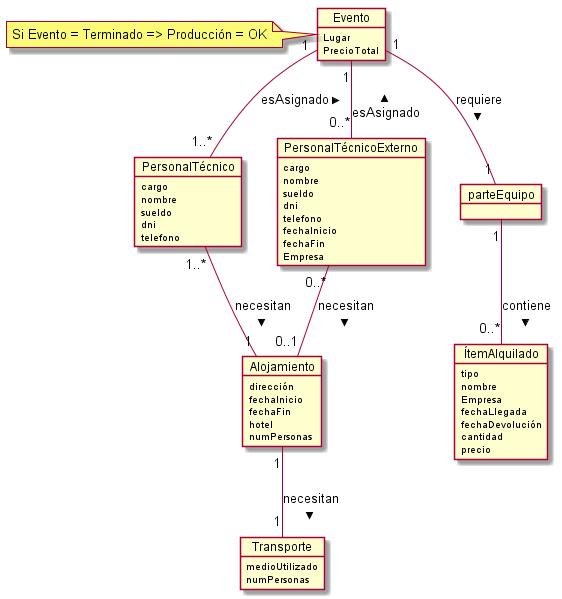 Evento
Lugar
PrecioTotal
Si Evento = Terminado => Producción = OK
1
1
1
esAsignado
esAsignado
requiere
1..*
0..*
1
PersonalTécnico
cargo
nombre
sueldo
dni
telefono
PersonalTécnicoExterno
cargo
nombre
sueldo
dni
telefono
fechaInicio
fechaFin
Empresa
parteEquipo
1
1..*
0..*
necesitan
necesitan
contiene
1
0..1
0..*
Alojamiento
dirección
fechaInicio
fechaFin
hotel
numPersonas
ÍtemAlquilado
tipo
nombre
Empresa
fechaLlegada
fechaDevolución
cantidad
precio
1
necesitan
1
Transporte
medioUtilizado
numPersonas